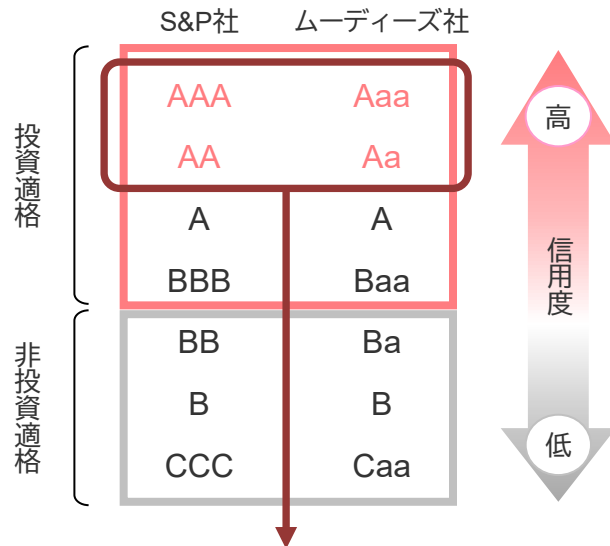 S&P社 ムーディーズ社
投資適格
AAA Aaa
高
AA Aa
A A
信用度
BBB Baa
非投資適格
BB Ba
B B
低
CCC Caa